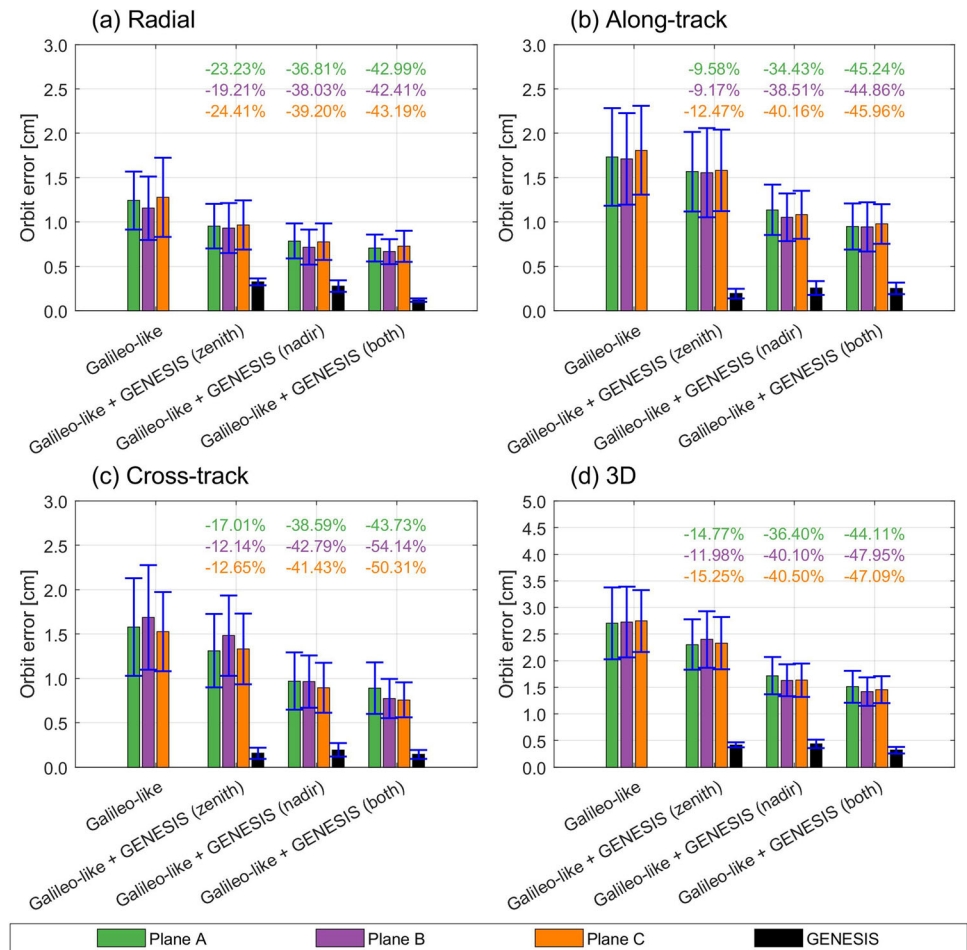 (a) Radial
Orbit error [cm]
3.0
2.5
2.0
1.5
1.0
0.5
0.0
-23.23% -36.81% -42.99%
-19.21% -38.03% -42.41%
-24.41% -39.20% -43.19%
Galileo-like
Galileo-like + GENESIS (zenith)
Galileo-like + GENESIS (nadir)
Galileo-like + GENESIS (both)
(b) Along-track
Orbit error [cm]
3.0
2.5
2.0
1.5
1.0
0.5
0.0
-9.58% -34.43% -45.24%
-9.17% -38.51% -44.86%
-12.47% -40.16% -45.96%
Galileo-like
Galileo-like + GENESIS (zenith)
Galileo-like + GENESIS (nadir)
Galileo-like + GENESIS (both)
(c) Cross-track
Orbit error [cm]
3.0
2.5
2.0
1.5
1.0
0.5
0.0
-17.01% -38.59% -43.73%
-12.14% -42.79% -54.14%
-12.65% -41.43% -50.31%
Galileo-like
Galileo-like + GENESIS (zenith)
Galileo-like + GENESIS (nadir)
Galileo-like + GENESIS (both)
(d) 3D
Orbit error [cm]
5.0
4.5
4.0
3.5
3.0
2.5
2.0
1.5
1.0
0.5
0.0
-14.77% -36.40% -44.11%
-11.98% -40.10% -47.95%
-15.25% -40.50% -47.09%
Galileo-like
Galileo-like + GENESIS (zenith)
Galileo-like + GENESIS (nadir)
Galileo-like + GENESIS (both)
Plane A Plane B Plane C GENESIS